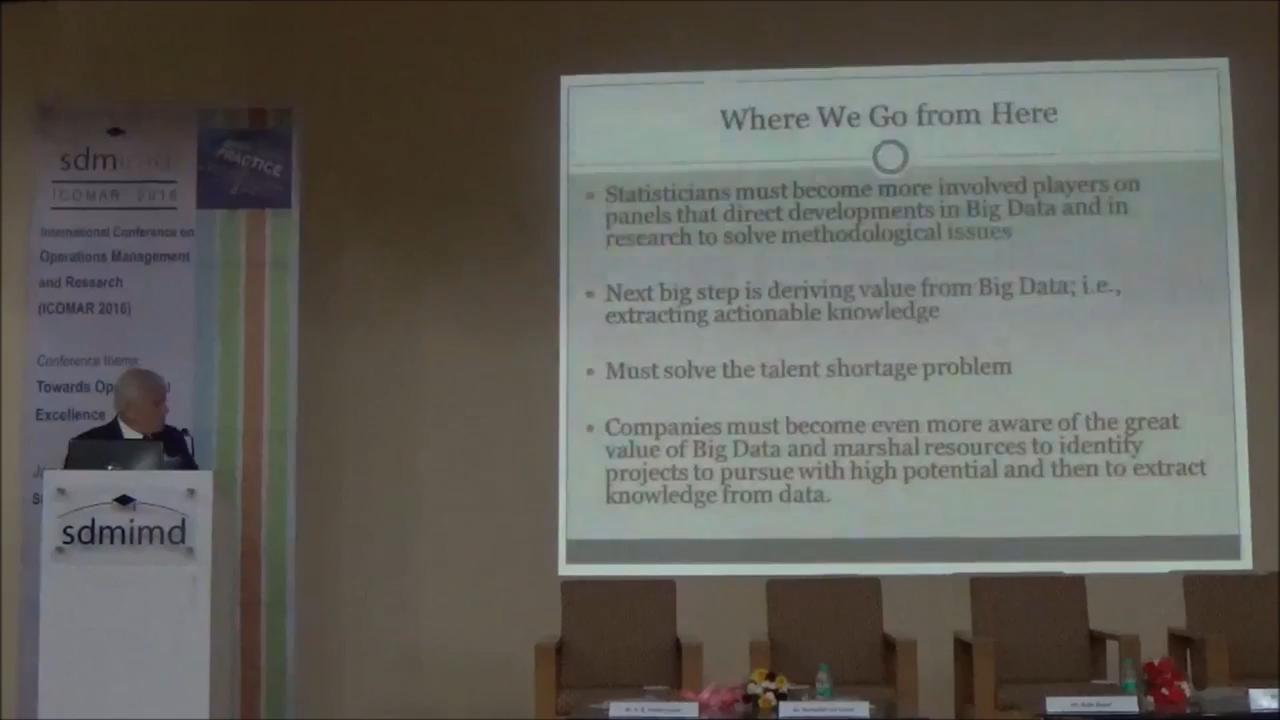 sdmimd
ICOMAR 2016
International Conference on
Operations Management
and Research
(ICOMAR 2016)
Conference theme:
Towards
Excellence
PRACTICE
sdmimd
Where We Go from Here
Statisticians must become more involved players on
panels that direct developments in Big Data and in
research to solve methodological issues
Next big step is deriving value from Big Data; i.e.,
extracting actionable knowledge
Must solve the talent shortage problem
Companies must become even more aware of the great
value of Big Data and marshal resources to identify
projects to pursue with high potential and then to extract
knowledge from data.